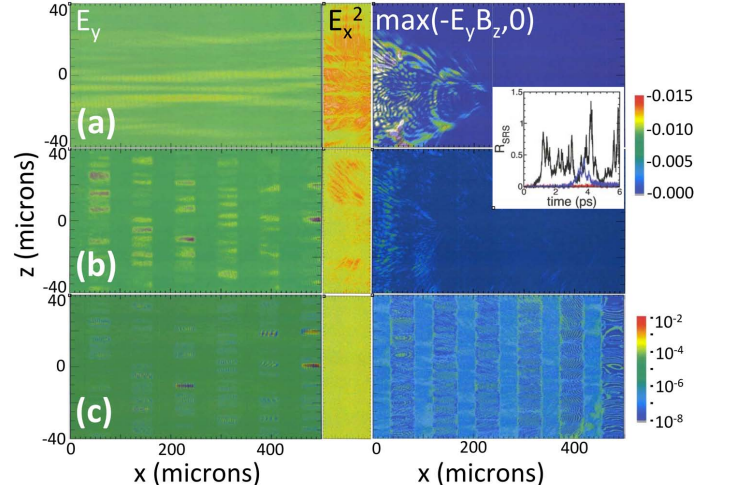 40
E_y
E_x^2
max(-E_yB_z,0)
0
(a)
-40
1.5
1
0.5
0
R_SRS
0 2 4 6
time (ps)
-0.015
-0.010
-0.005
-0.000
z (microns)
40
0
(b)
-40
40
0
(c)
-40
10^-2
10^-4
10^-6
10^-8
0 200 400
x (microns)
0 200 400
x (microns)